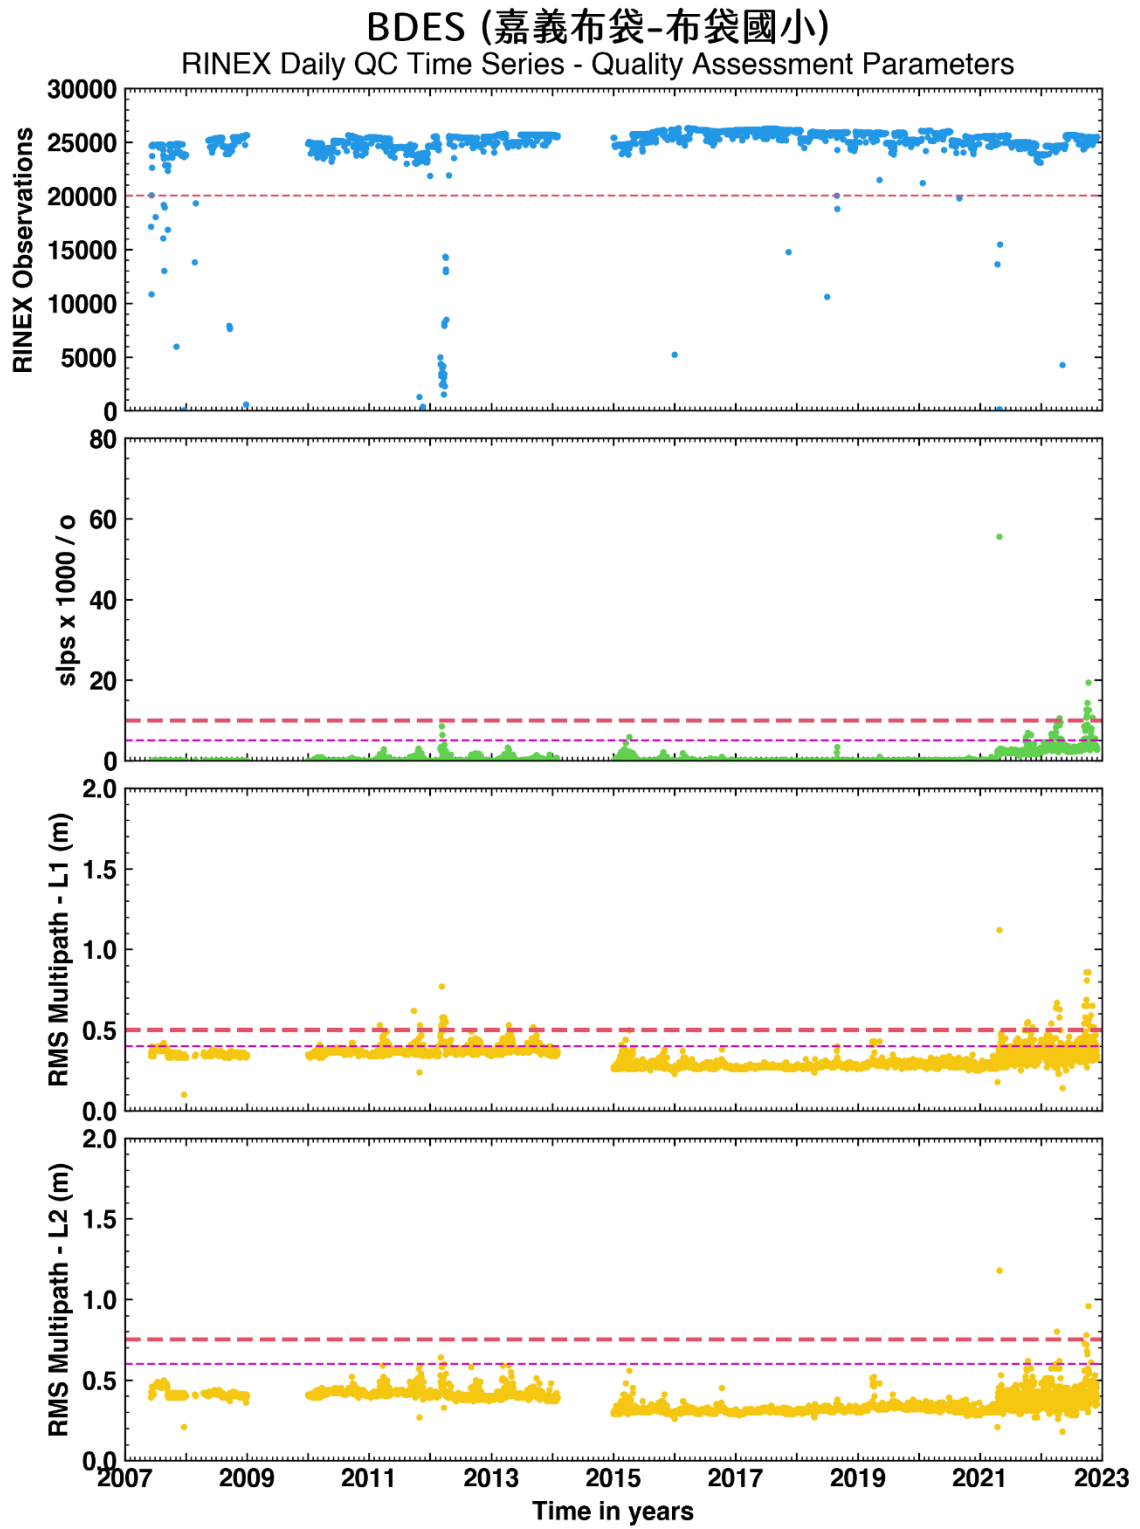 BDES (嘉義布袋-布袋國小)
RINEX Daily QC Time Series - Quality Assessment Parameters
RINEX Observations
30000
25000
20000
15000
10000
5000
0
slps x 1000 / o
80
60
40
20
0
RMS Multipath - L1 (m)
2.0
1.5
1.0
0.5
0.0
RMS Multipath - L2 (m)
2.0
1.5
1.0
0.5
0.0
2007 2009 2011 2013 2015 2017 2019 2021 2023
Time in years